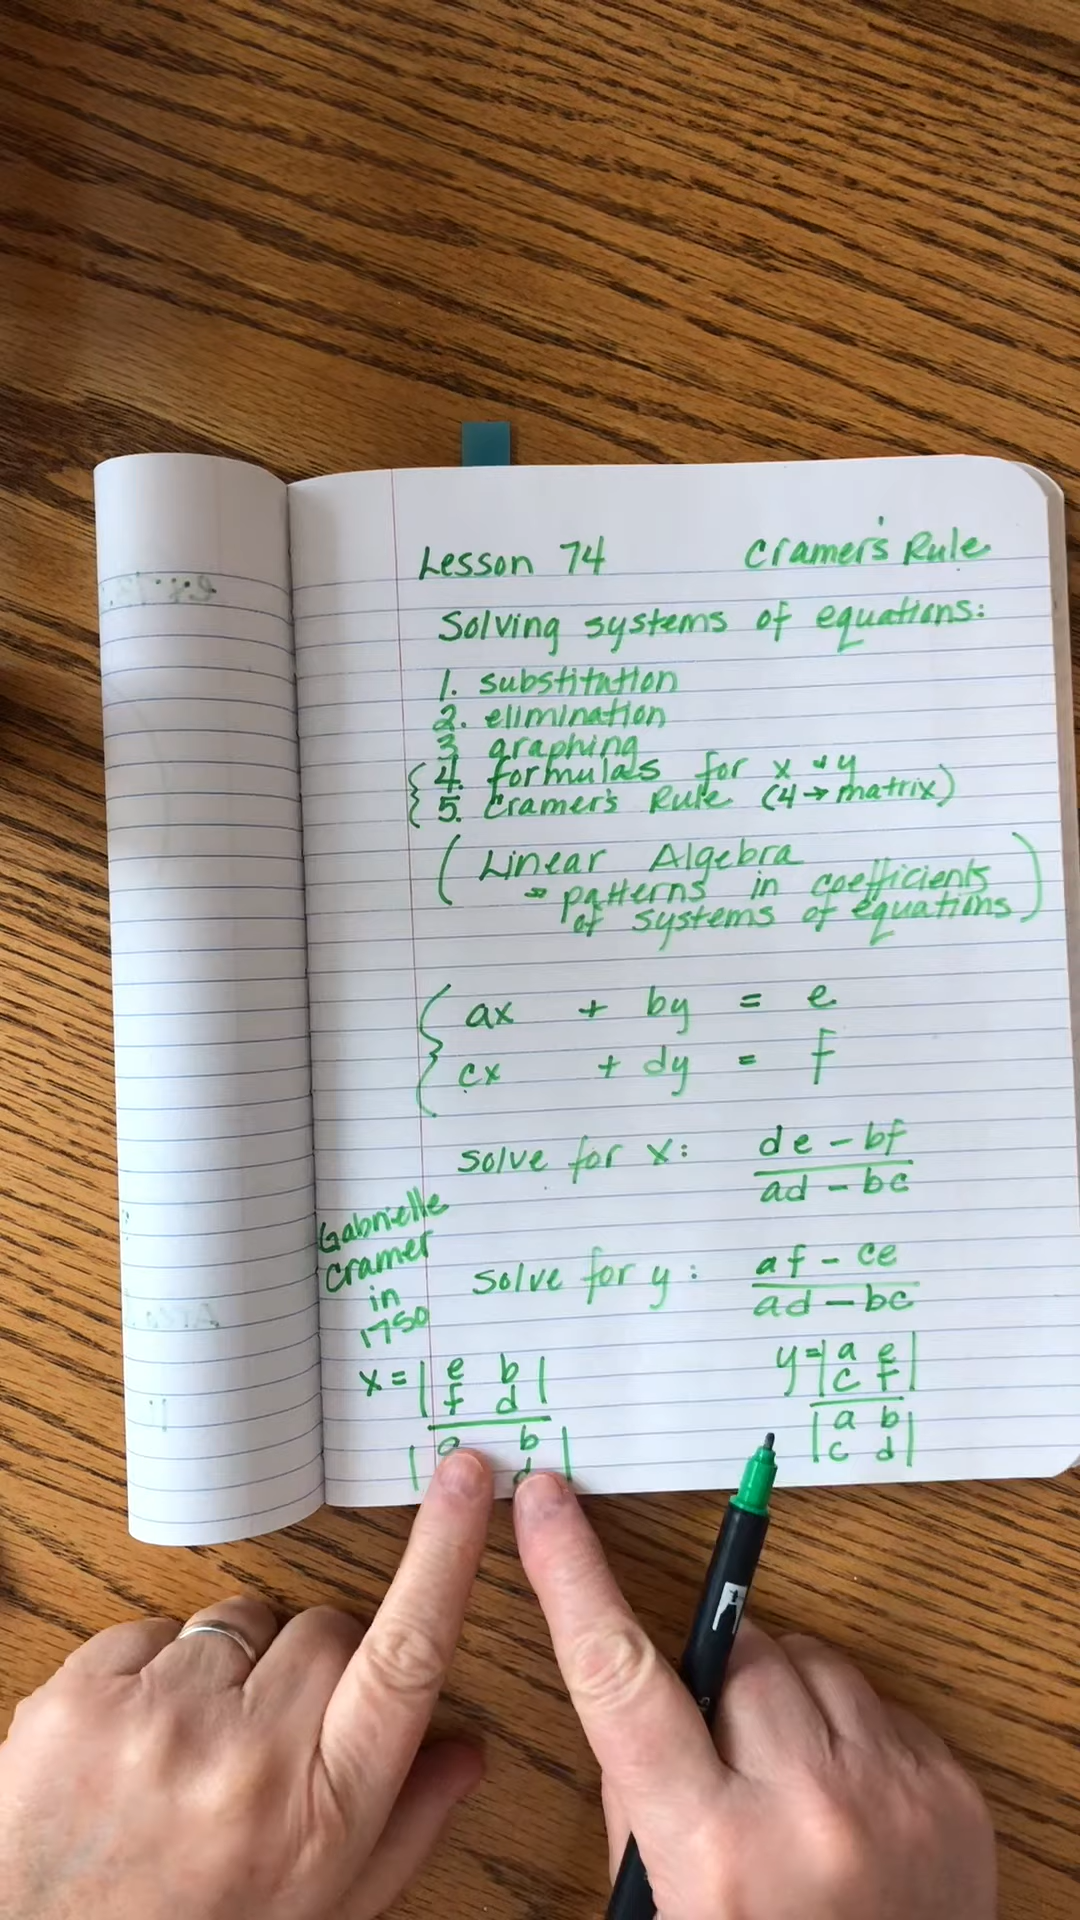 Lesson 74 Cramer's Rule
Solving systems of equations:
1. substitution
2. elimination
3 graphing
4. formulas for x & y
5. Cramer's Rule (4 → matrix)
( Linear Algebra
→ patterns in coefficients
of systems of equations )
{ ax + by = e
cx + dy = f
solve for x: de - bf
ad - bc
Gabrielle
Cramer
in
1750
solve for y: af - ce
ad - bc
x = | e b |
f d
| a b |
d
y = | a e |
c f
| a b |
c d